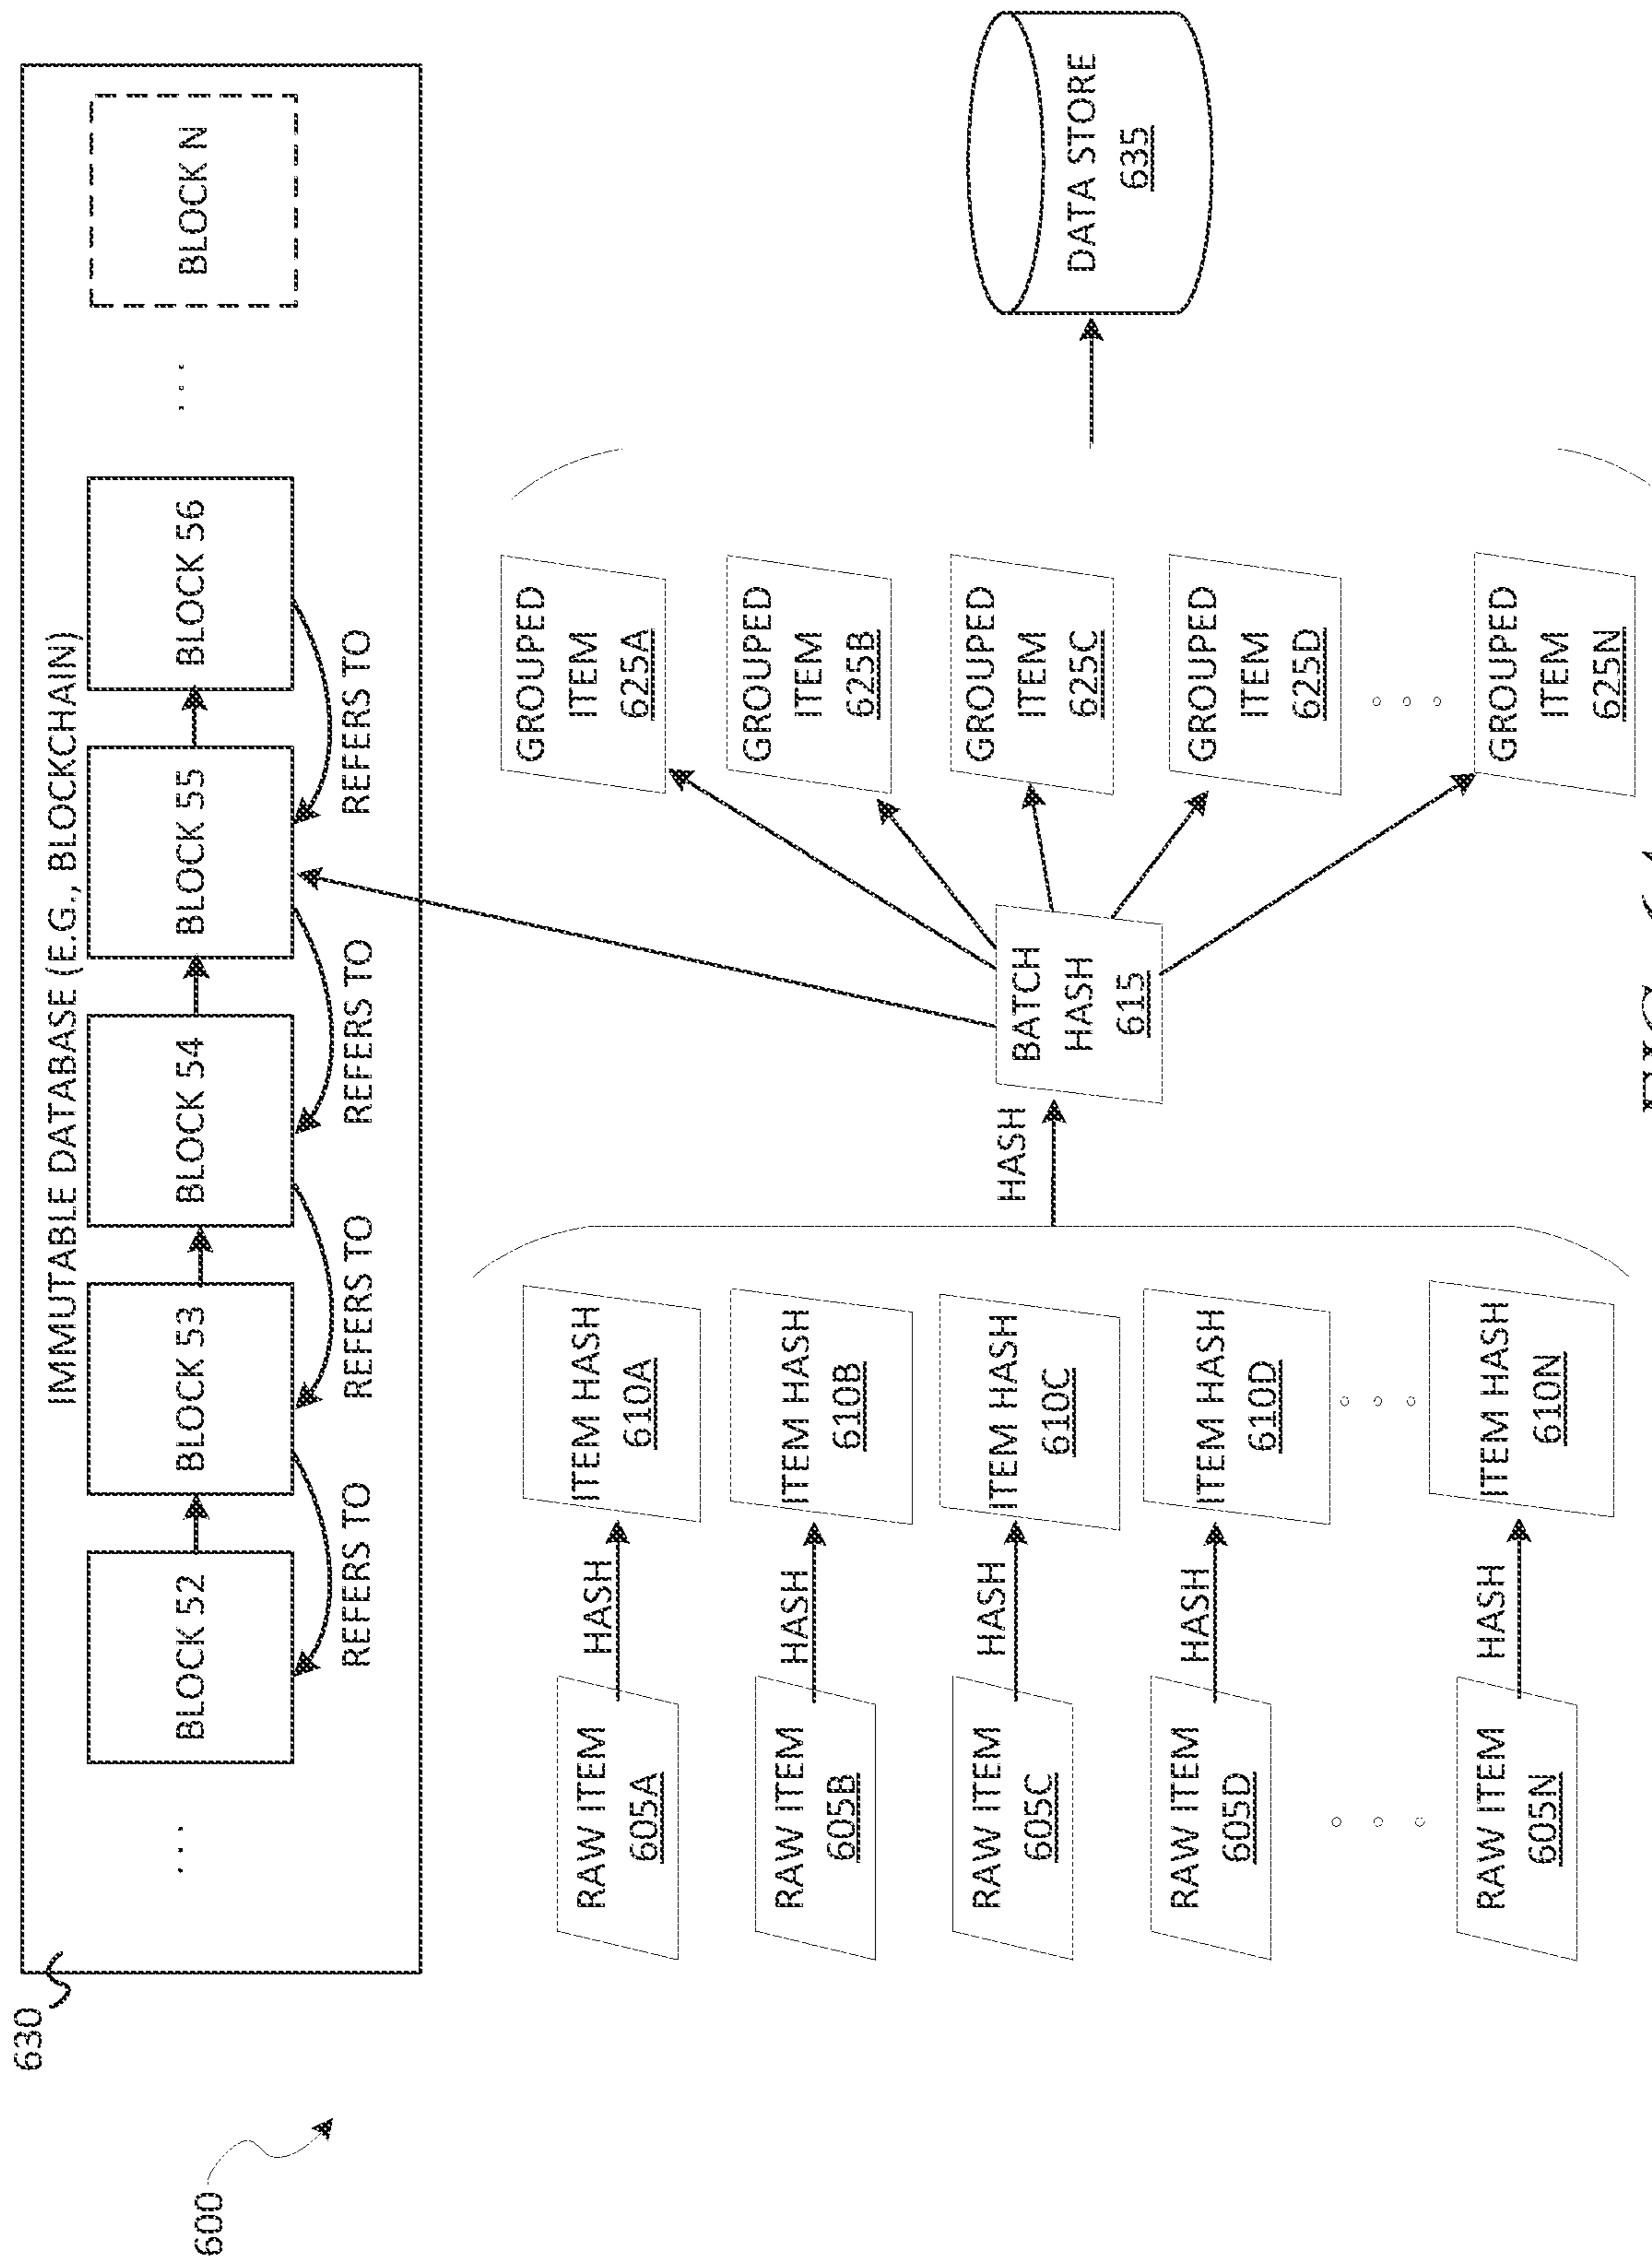 600
630
IMMUTABLE DATABASE (E.G., BLOCKCHAIN)
...
BLOCK 52
BLOCK 53
BLOCK 54
BLOCK 55
BLOCK 56
...
BLOCK N
REFERS TO
REFERS TO
REFERS TO
REFERS TO
RAW ITEM
605A
HASH
ITEM HASH
610A
RAW ITEM
605B
HASH
ITEM HASH
610B
RAW ITEM
605C
HASH
ITEM HASH
610C
RAW ITEM
605D
HASH
ITEM HASH
610D
RAW ITEM
605N
HASH
ITEM HASH
610N
HASH
BATCH
HASH
615
GROUPED
ITEM
625A
GROUPED
ITEM
625B
GROUPED
ITEM
625C
GROUPED
ITEM
625D
GROUPED
ITEM
625N
DATA STORE
635